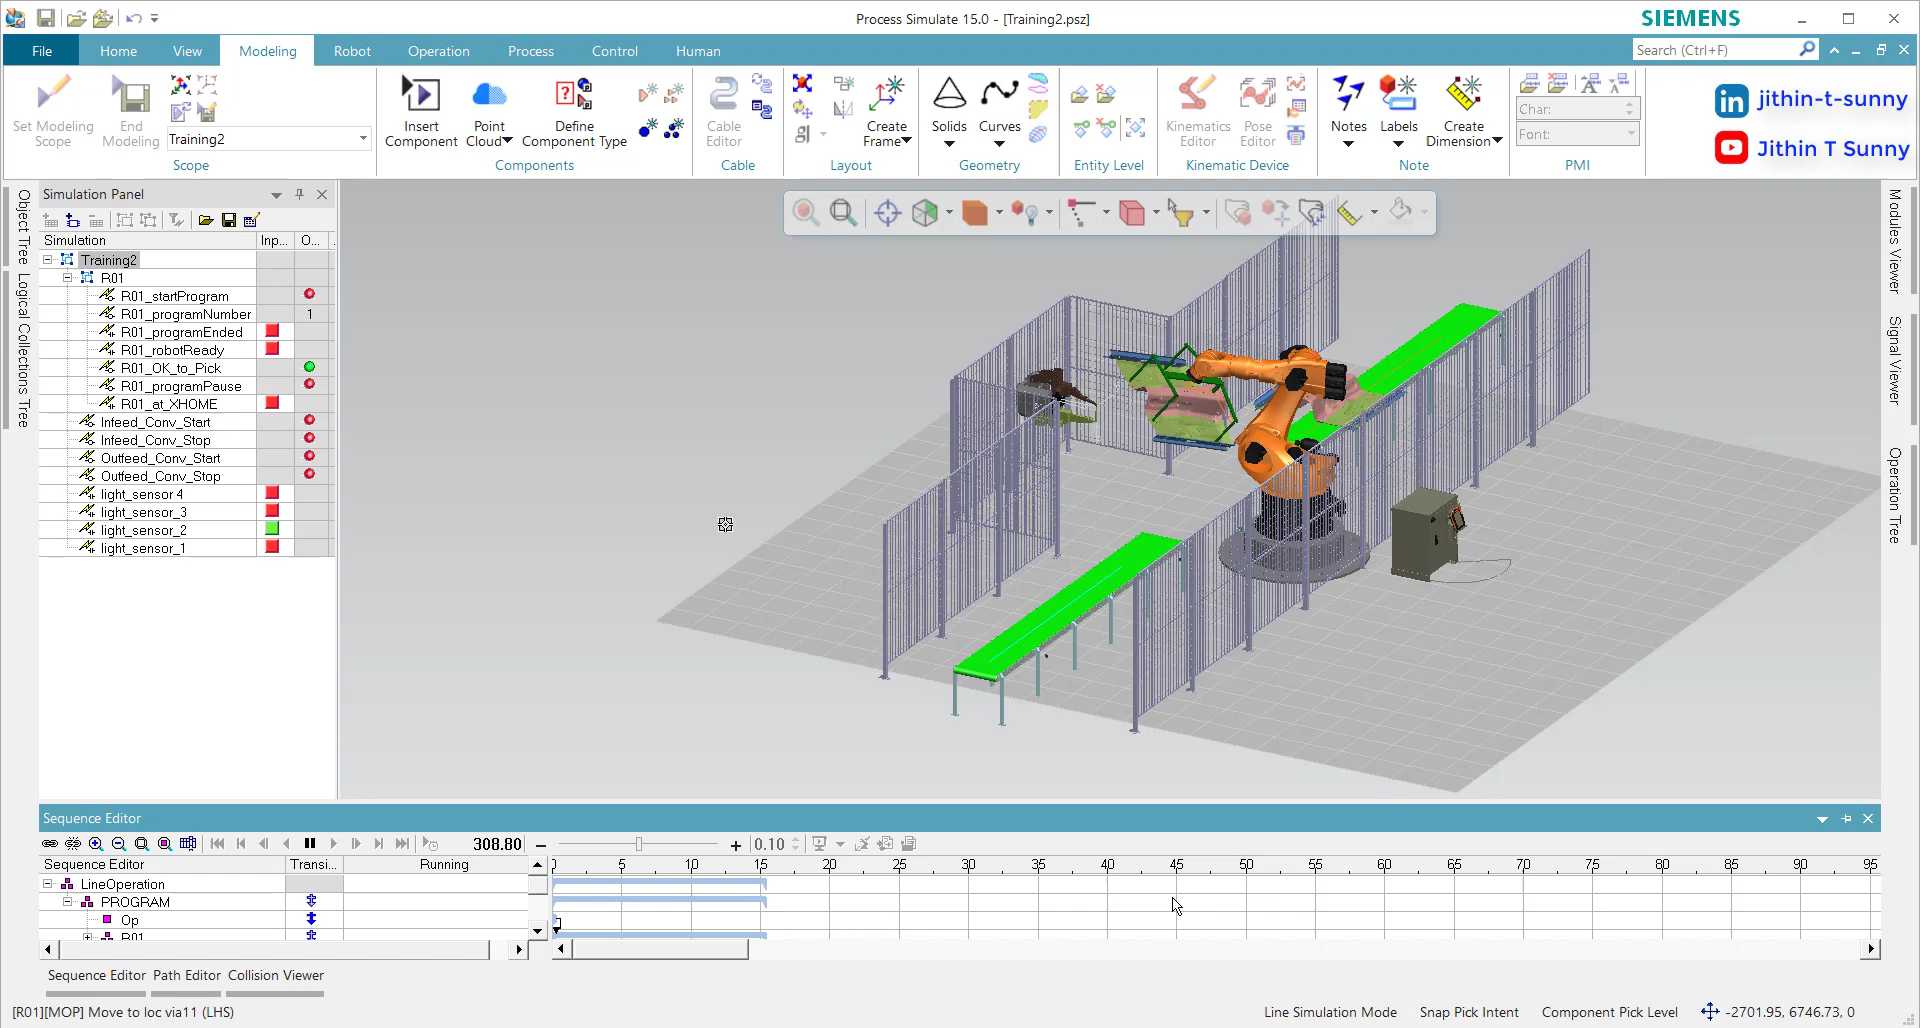 Process Simulate 15.0 - [Training2.psz]
SIEMENS
File Home View Modeling Robot Operation Process Simulate Control Human
Search (Ctrl+F)
Set Modeling Scope
End Modeling
Training2
Scope
Insert Component
Point Cloud
Define Component Type
Components
Cable Editor
Cable
Create Frame
Layout
Solids
Curves
Geometry
Entity Level
Kinematics Editor
Pose Editor
Kinematic Device
Notes
Labels
Create Dimension
Note
Char:
Font:
PMI
in jithin-t-sunny
Jithin T Sunny
Object Tree
Logical Collections Tree
Simulation Panel
Simulation Inp... O...
Training2
R01
R01_startProgram
R01_programNumber 1
R01_programEnded
R01_robotReady
R01_OK_to_Pick
R01_programPause
R01_at_XHOME
Infeed_Conv_Start
Infeed_Conv_Stop
Outfeed_Conv_Start
Outfeed_Conv_Stop
light_sensor 4
light_sensor_3
light_sensor_2
light_sensor_1
Modules Viewer
Signal Viewer
Operation Tree
Sequence Editor
308.80
0.10
Sequence Editor Transi... Running
5 10 15 20 25 30 35 40 45 50 55 60 65 70 75 80 85 90 95
LineOperation
PROGRAM
Op
R01
Sequence Editor Path Editor Collision Viewer
[R01][MOP] Move to loc via11 (LHS)
Line Simulation Mode Snap Pick Intent Component Pick Level -2701.95, 6746.73, 0